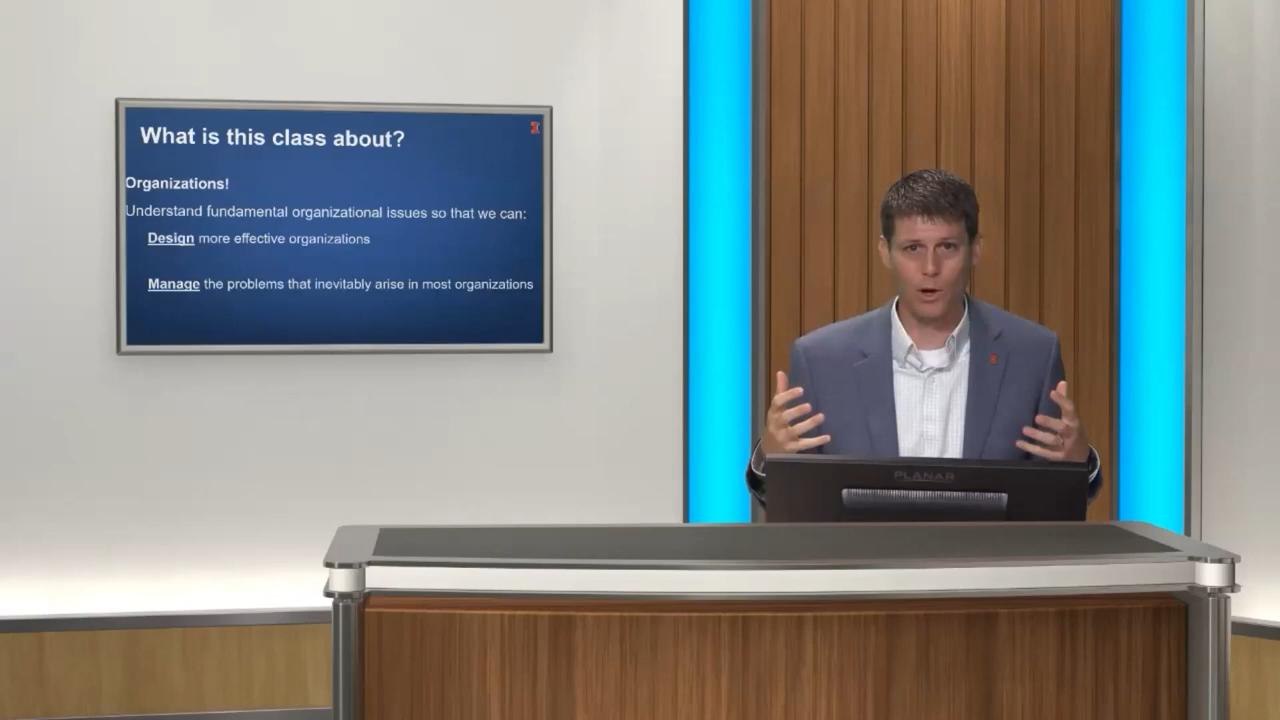 What is this class about?
Organizations!
Understand fundamental organizational issues so that we can:
Design more effective organizations
Manage the problems that inevitably arise in most organizations
PLANAR